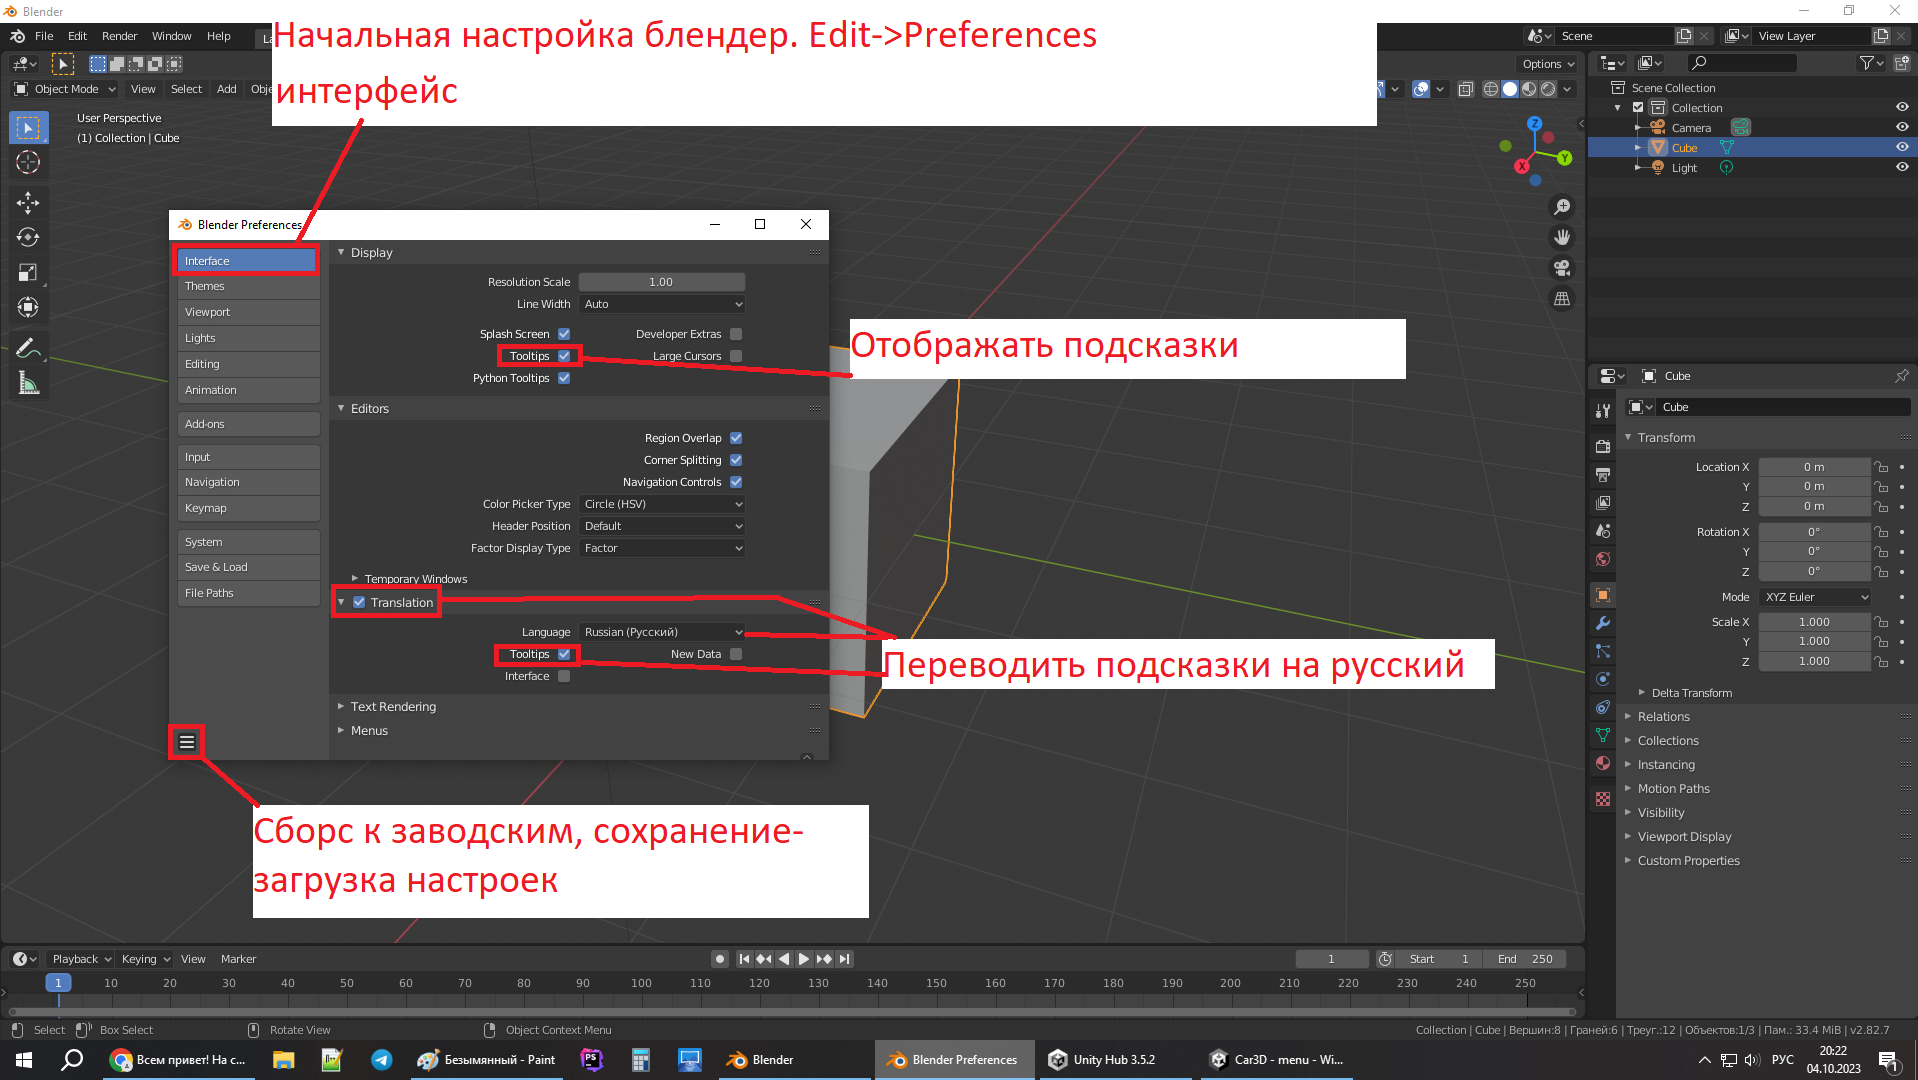 Blender
File Edit Render Window Help La
Начальная настройка блендер. Edit->Preferences
интерфейс
Scene
View Layer
Options
Object Mode View Select Add Obje
User Perspective
(1) Collection | Cube
Z
Y
X
Scene Collection
Collection
Camera
Cube
Light
Blender Preferences
Interface
Themes
Viewport
Lights
Editing
Animation
Add-ons
Input
Navigation
Keymap
System
Save & Load
File Paths
Display
Resolution Scale 1.00
Line Width Auto
Splash Screen Developer Extras
Tooltips Large Cursors
Python Tooltips
Отображать подсказки
Editors
Region Overlap
Corner Splitting
Navigation Controls
Color Picker Type Circle (HSV)
Header Position Default
Factor Display Type Factor
Temporary Windows
Translation
Language Russian (Русский)
Tooltips New Data
Interface
Переводить подсказки на русский
Text Rendering
Menus
Сборс к заводским, сохранение-
загрузка настроек
Cube
Cube
Transform
Location X 0 m
Y 0 m
Z 0 m
Rotation X 0°
Y 0°
Z 0°
Mode XYZ Euler
Scale X 1.000
Y 1.000
Z 1.000
Delta Transform
Relations
Collections
Instancing
Motion Paths
Visibility
Viewport Display
Custom Properties
Playback Keying View Marker
1 Start 1 End 250
1 10 20 30 40 50 60 70 80 90 100 110 120 130 140 150 160 170 180 190 200 210 220 230 240 250
Select Box Select Rotate View Object Context Menu
Collection | Cube | Вершин:8 | Граней:6 | Треуг.:12 | Объектов:1/3 | Пам.: 33.4 MiB | v2.82.7
Всем привет! На с...
Безымянный - Paint
PS
Blender
Blender Preferences
Unity Hub 3.5.2
Car3D - menu - Wi...
РУС
20:22
04.10.2023
1